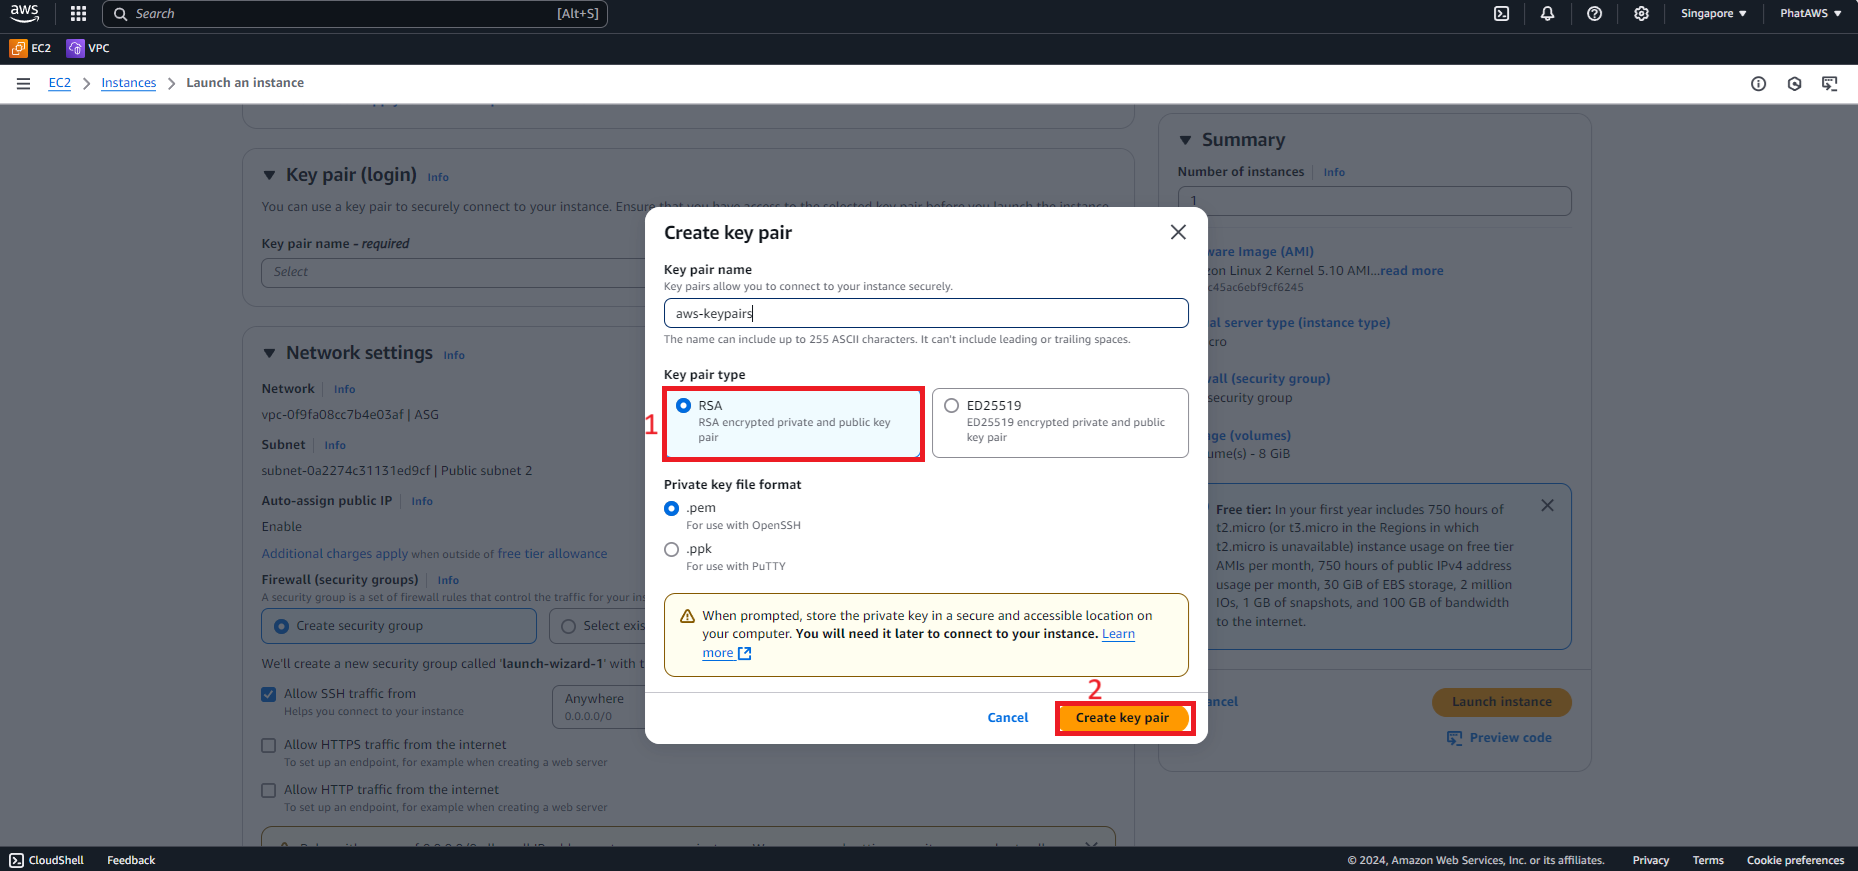 aws
Search [Alt+S]
Singapore ▼ PhatAWS ▼
EC2 VPC
EC2 > Instances > Launch an instance
Key pair (login) Info
You can use a key pair to securely connect to your instance. Ensure that you have access to the selected key pair before you launch the instance.
Key pair name - required
Select
Network settings Info
Network Info
vpc-0f9fa08cc7b4e03af | ASG
Subnet Info
subnet-0a2274c31131ed9cf | Public subnet 2
Auto-assign public IP Info
Enable
Additional charges apply when outside of free tier allowance
Firewall (security groups) Info
A security group is a set of firewall rules that control the traffic for your
Create security group
Select
We'll create a new security group called 'launch-wizard-1' with
Allow SSH traffic from
Helps you connect to your instance
Anywhere
0.0.0.0/0
Allow HTTPS traffic from the internet
To set up an endpoint, for example when creating a web server
Allow HTTP traffic from the internet
To set up an endpoint, for example when creating a web server
Create key pair
Key pair name
Key pairs allow you to connect to your instance securely.
aws-keypairs
The name can include up to 255 ASCII characters. It can't include leading or trailing spaces.
Key pair type
1
RSA
RSA encrypted private and public key
pair
ED25519
ED25519 encrypted private and public
key pair
Private key file format
.pem
For use with OpenSSH
.ppk
For use with PuTTY
When prompted, store the private key in a secure and accessible location on
your computer. You will need it later to connect to your instance. Learn
more
2
Cancel Create key pair
Summary
Number of instances Info
1
ware Image (AMI)
zon Linux 2 Kernel 5.10 AMI...read more
c45ac6ebf9cf6245
al server type (instance type)
cro
all (security group)
security group
ge (volumes)
ume(s) - 8 GiB
Free tier: In your first year includes 750 hours of
t2.micro (or t3.micro in the Regions in which
t2.micro is unavailable) instance usage on free tier
AMIs per month, 750 hours of public IPv4 address
usage per month, 30 GiB of EBS storage, 2 million
IOs, 1 GB of snapshots, and 100 GB of bandwidth
to the internet.
ancel Launch instance
Preview code
CloudShell Feedback
© 2024, Amazon Web Services, Inc. or its affiliates. Privacy Terms Cookie preferences